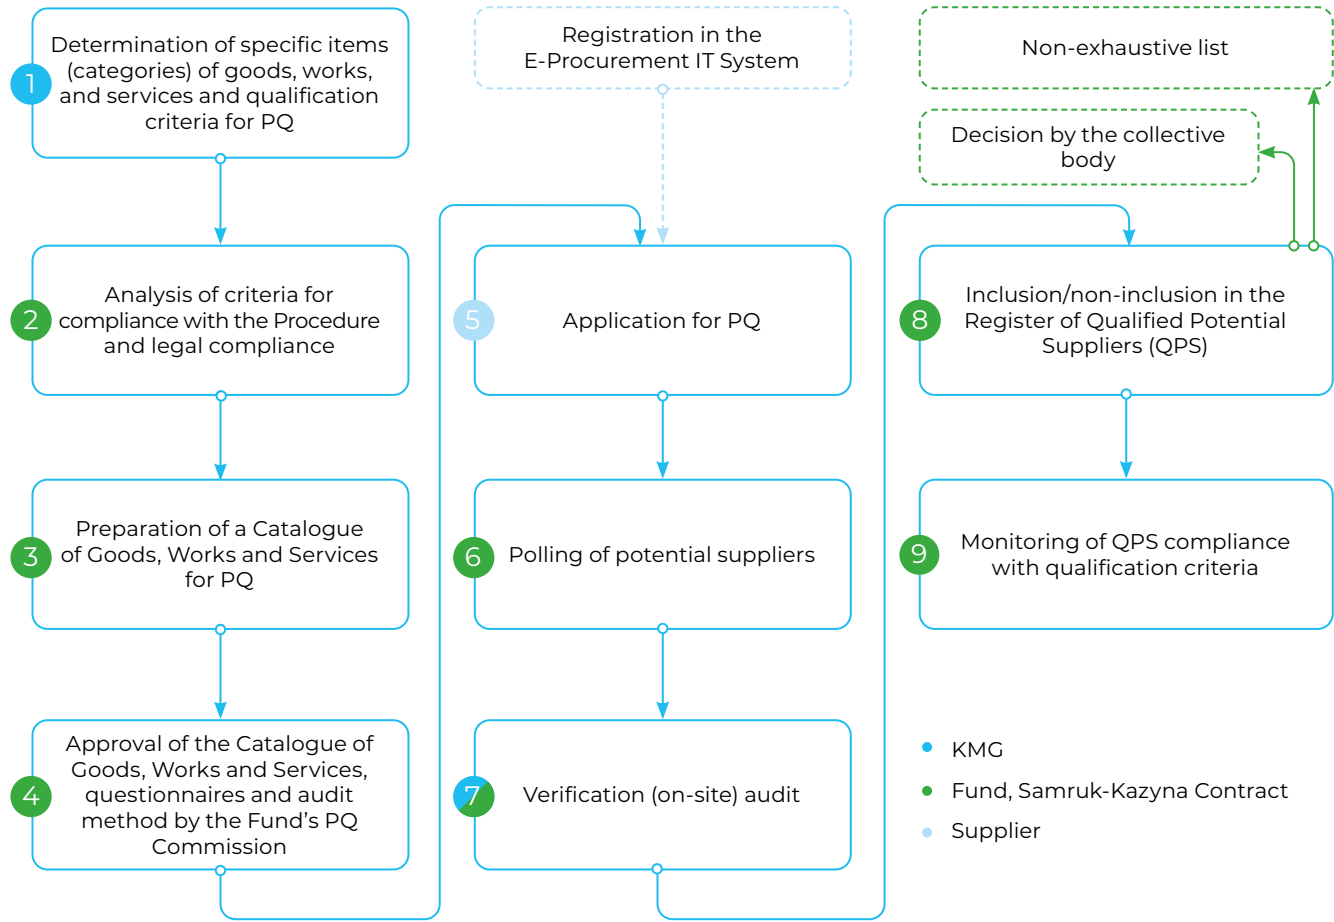 1
Determination of specific items
(categories) of goods, works,
and services and qualification
criteria for PQ
2
Analysis of criteria for
compliance with the Procedure
and legal compliance
3
Preparation of a Catalogue
of Goods, Works and Services
for PQ
4
Approval of the Catalogue of
Goods, Works and Services,
questionnaires and audit
method by the Fund's PQ
Commission
Registration in the
E-Procurement IT System
5
Application for PQ
6
Polling of potential suppliers
7
Verification (on-site) audit
Non-exhaustive list
Decision by the collective
body
8
Inclusion/non-inclusion in the
Register of Qualified Potential
Suppliers (QPS)
9
Monitoring of QPS compliance
with qualification criteria
KMG
Fund, Samruk-Kazyna Contract
Supplier